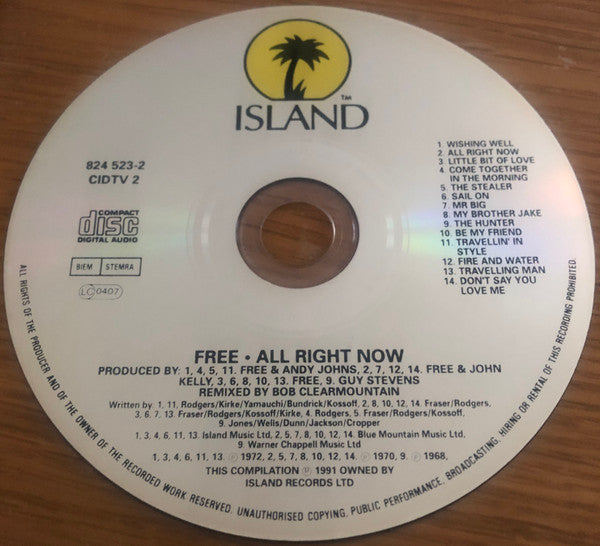 ISLAND™
824 523-2
CIDTV 2
COMPACT
disc
DIGITAL AUDIO
BIEM STEMRA
LC 0407
1. WISHING WELL
2. ALL RIGHT NOW
3. LITTLE BIT OF LOVE
4. COME TOGETHER
IN THE MORNING
5. THE STEALER
6. SAIL ON
7. MR BIG
8. MY BROTHER JAKE
9. THE HUNTER
10. BE MY FRIEND
11. TRAVELLIN' IN
STYLE
12. FIRE AND WATER
13. TRAVELLING MAN
14. DON'T SAY YOU
LOVE ME
FREE • ALL RIGHT NOW
PRODUCED BY: 1, 4, 5, 11. FREE & ANDY JOHNS, 2, 7, 12, 14. FREE & JOHN
KELLY, 3, 6, 8, 10, 13. FREE, 9. GUY STEVENS
REMIXED BY BOB CLEARMOUNTAIN
Written by: 1, 11. Rodgers/Kirke/Yamauchi/Bundrick/Kossoff, 2, 8, 10, 12, 14. Fraser/Rodgers,
3, 6, 7, 13. Fraser/Rodgers/Kossoff/Kirke, 4. Rodgers, 5. Fraser/Rodgers/Kossoff,
9. Jones/Wells/Dunn/Jackson/Cropper
1, 3, 4, 6, 11, 13. Island Music Ltd, 2, 5, 7, 8, 10, 12, 14. Blue Mountain Music Ltd,
9. Warner Chappell Music Ltd
1, 3, 4, 6, 11, 13. ℗ 1972, 2, 5, 7, 8, 10, 12, 14. ℗ 1970, 9. ℗ 1968.
THIS COMPILATION ℗ 1991 OWNED BY
ISLAND RECORDS LTD
ALL RIGHTS OF THE PRODUCER AND OF THE OWNER OF THE RECORDED WORK RESERVED. UNAUTHORISED COPYING, PUBLIC PERFORMANCE, BROADCASTING, HIRING OR RENTAL OF THIS RECORDING PROHIBITED.